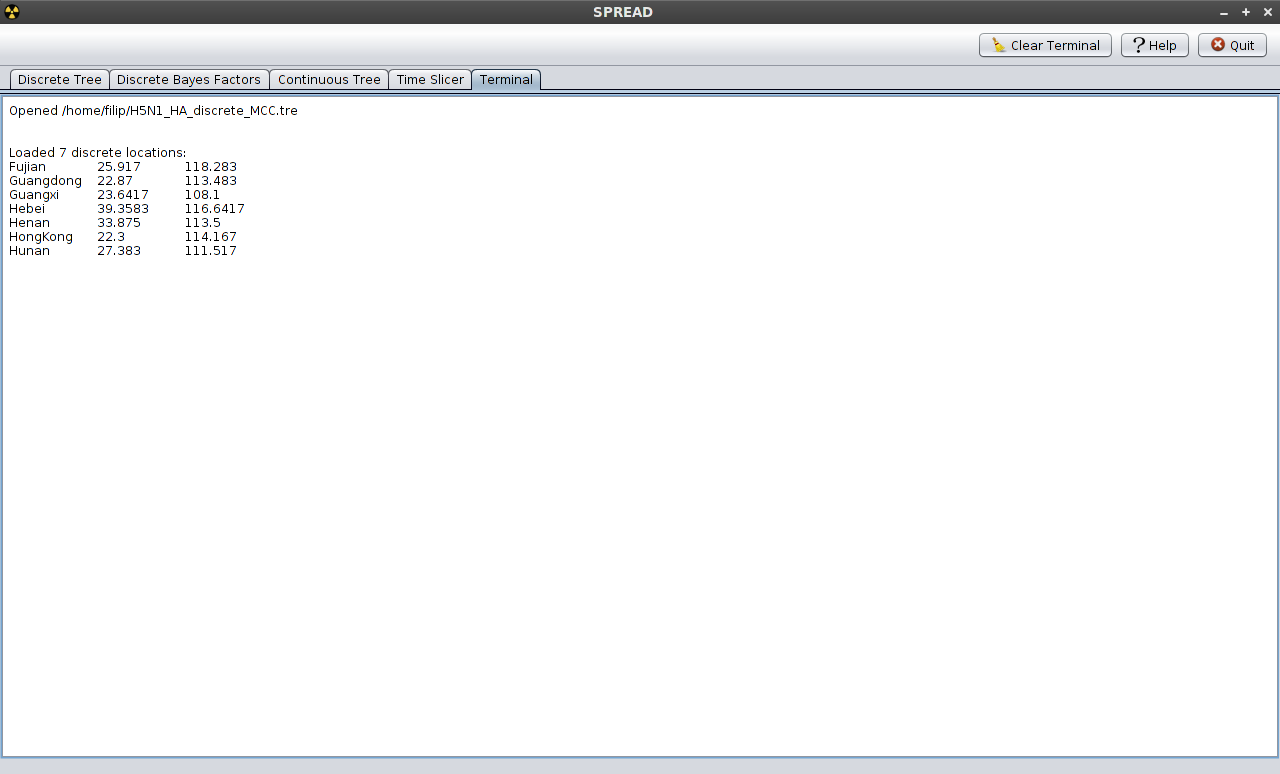 SPREAD
Clear Terminal ? Help Quit
Discrete Tree Discrete Bayes Factors Continuous Tree Time Slicer Terminal
Opened /home/filip/H5N1_HA_discrete_MCC.tre
Loaded 7 discrete locations:
Fujian 25.917 118.283
Guangdong 22.87 113.483
Guangxi 23.6417 108.1
Hebei 39.3583 116.6417
Henan 33.875 113.5
HongKong 22.3 114.167
Hunan 27.383 111.517